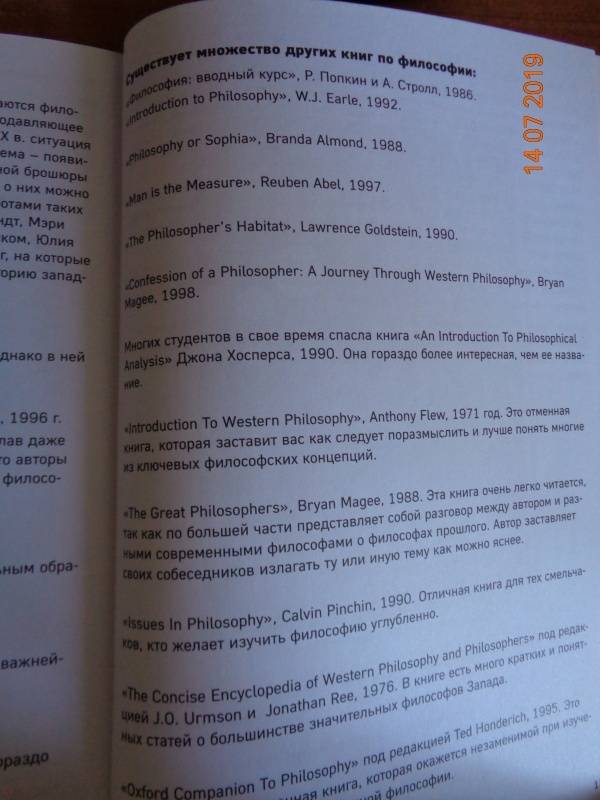 аются фило-
одавляющее
X в. ситуация
ема – появи-
ной брошюры
о них можно
отами таких
ндт, Мэри
ском, Юлия
г, на которые
торию запад-
днако в ней
, 1996 г.
лав даже
то авторы
филосо-
ьным обра-
важней-
ораздо
Существует множество других книг по философии:
«Философия: вводный курс», Р. Попкин и А. Стролл, 1986.
«Introduction to Philosophy», W.J. Earle, 1992.
«Philosophy or Sophia», Branda Almond, 1988.
«Man is the Measure», Reuben Abel, 1997.
«The Philosopher's Habitat», Lawrence Goldstein, 1990.
«Confession of a Philosopher: A Journey Through Western Philosophy», Bryan
Magee, 1998.
Многих студентов в свое время спасла книга «An Introduction To Philosophical
Analysis» Джона Хосперса, 1990. Она гораздо более интересная, чем ее назва-
ние.
«Introduction To Western Philosophy», Anthony Flew, 1971 год. Это отменная
книга, которая заставит вас как следует поразмыслить и лучше понять многие
из ключевых философских концепций.
«The Great Philosophers», Bryan Magee, 1988. Эта книга очень легко читается,
так как по большей части представляет собой разговор между автором и раз-
ными современными философами о философах прошлого. Автор заставляет
своих собеседников излагать ту или иную тему как можно яснее.
«Issues In Philosophy», Calvin Pinchin, 1990. Отличная книга для тех смельча-
ков, кто желает изучить философию углубленно.
«The Concise Encyclopedia of Western Philosophy and Philosophers» под редак-
цией J.O. Urmson и Jonathan Ree, 1976. В книге есть много кратких и понят-
ных статей о большинстве значительных философов Запада.
«Oxford Companion To Philosophy» под редакцией Ted Honderich, 1995. Это
книга, которая окажется незаменимой при изуче-
философии.
14 07 2019